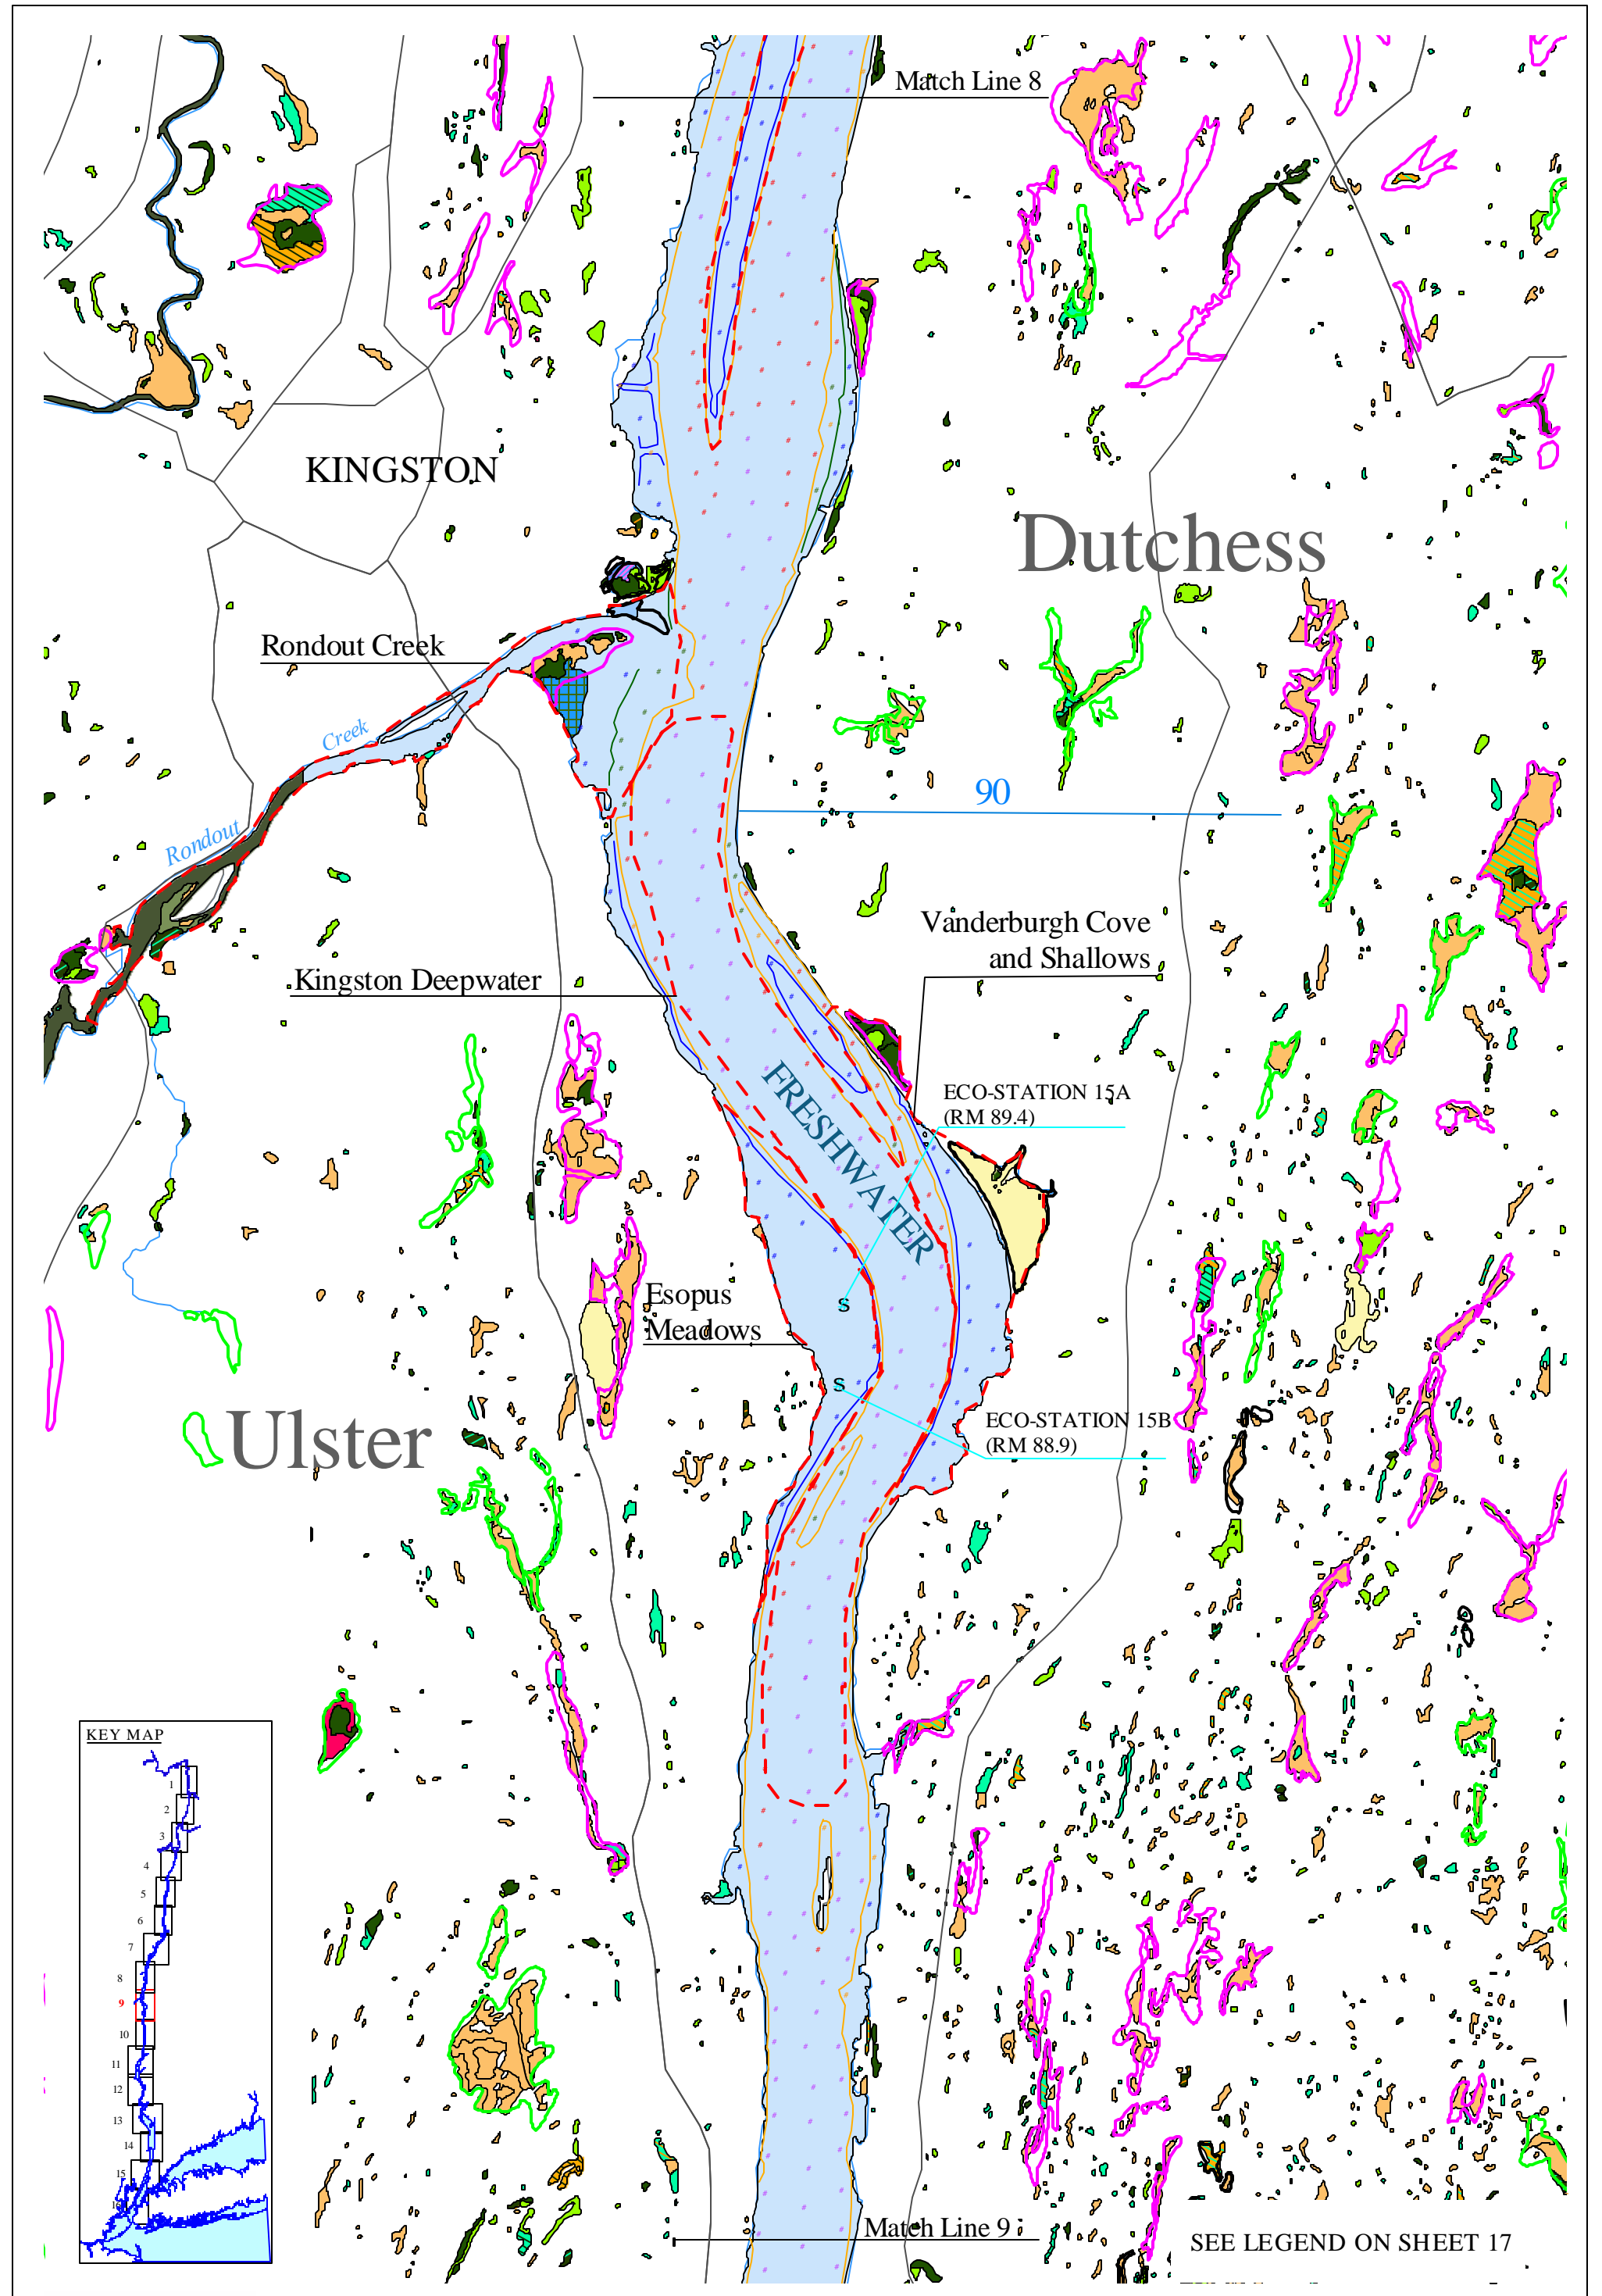 Match Line 8
KINGSTON
Dutchess
Rondout Creek
Creek
Rondout
90
Vanderburgh Cove
and Shallows
Kingston Deepwater
FRESHWATER
ECO-STATION 15A
(RM 89.4)
Esopus
Meadows
S
S
ECO-STATION 15B
(RM 88.9)
Ulster
KEY MAP
1
2
3
4
5
6
7
8
9
10
11
12
13
14
15
Match Line 9
SEE LEGEND ON SHEET 17